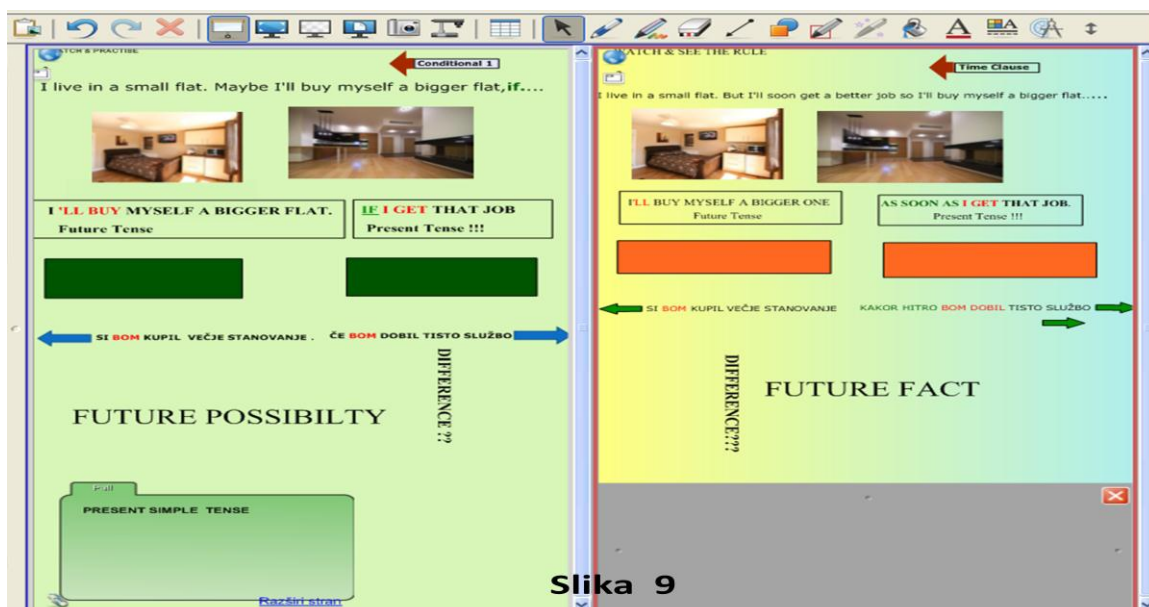 ATCH & PRACTISE
Conditional 1
I live in a small flat. Maybe I'll buy myself a bigger flat,if....
I 'LL BUY MYSELF A BIGGER FLAT.
Future Tense
IF I GET THAT JOB
Present Tense !!!
SI BOM KUPIL VEČJE STANOVANJE .
ČE BOM DOBIL TISTO SLUŽBO
DIFFERENCE ??
FUTURE POSSIBILTY
Pull
PRESENT SIMPLE TENSE
Razširi stran
ATCH & SEE THE RULE
Time Clause
I live in a small flat. But I'll soon get a better job so I'll buy myself a bigger flat.....
I'LL BUY MYSELF A BIGGER ONE
Future Tense
AS SOON AS I GET THAT JOB.
Present Tense !!!
SI BOM KUPIL VEČJE STANOVANJE
KAKOR HITRO BOM DOBIL TISTO SLUŽBO
DIFFERENCE???
FUTURE FACT
Slika 9